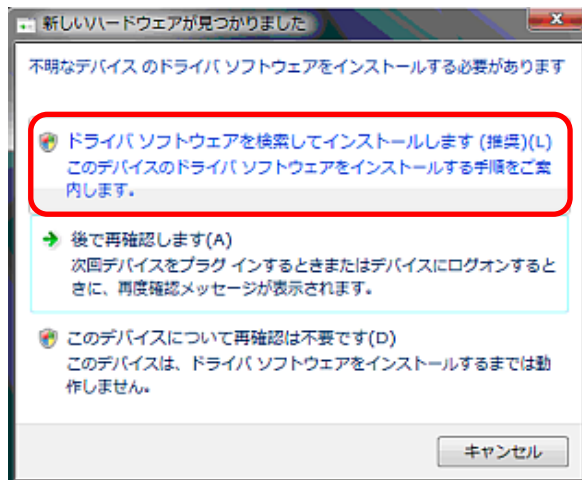 新しいハードウェアが見つかりました
不明なデバイス のドライバ ソフトウェアをインストールする必要があります
ドライバ ソフトウェアを検索してインストールします (推奨)(L)
このデバイスのドライバ ソフトウェアをインストールする手順をご案
内します。
後で再確認します(A)
次回デバイスをプラグ インするときまたはデバイスにログオンすると
きに、再度確認メッセージが表示されます。
このデバイスについて再確認は不要です(D)
このデバイスは、ドライバ ソフトウェアをインストールするまでは動
作しません。
キャンセル